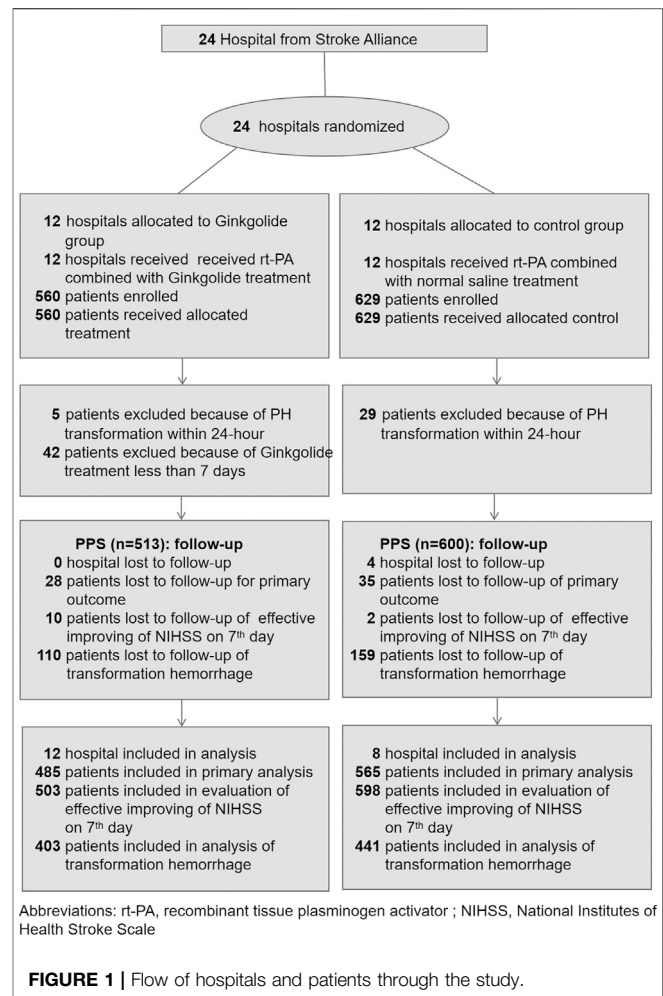 24 Hospital from Stroke Alliance
24 hospitals randomized
12 hospitals allocated to Ginkgolide
group
12 hospitals received received rt-PA
combined with Ginkgolide treatment
560 patients enrolled
560 patients received allocated
treatment
12 hospitals allocated to control group
12 hospitals received rt-PA combined
with normal saline treatment
629 patients enrolled
629 patients received allocated control
5 patients excluded because of PH
transformation within 24-hour
42 patients exclued because of Ginkgolide
treatment less than 7 days
29 patients excluded because of PH
transformation within 24-hour
PPS (n=513): follow-up
0 hospital lost to follow-up
28 patients lost to follow-up for primary
outcome
10 patients lost to follow-up of effective
improving of NIHSS on 7th day
110 patients lost to follow-up of
transformation hemorrhage
PPS (n=600): follow-up
4 hospital lost to follow-up
35 patients lost to follow-up of primary
outcome
2 patients lost to follow-up of effective
improving of NIHSS on 7th day
159 patients lost to follow-up of
transformation hemorrhage
12 hospital included in analysis
485 patients included in primary analysis
503 patients included in evaluation of
effective improving of NIHSS
on 7th day
403 patients included in analysis of
transformation hemorrhage
8 hospital included in analysis
565 patients included in primary analysis
598 patients included in evaluation of
effective improving of NIHSS
on 7th day
441 patients included in analysis of
transformation hemorrhage
Abbreviations: rt-PA, recombinant tissue plasminogen activator ; NIHSS, National Institutes of
Health Stroke Scale
FIGURE 1 | Flow of hospitals and patients through the study.